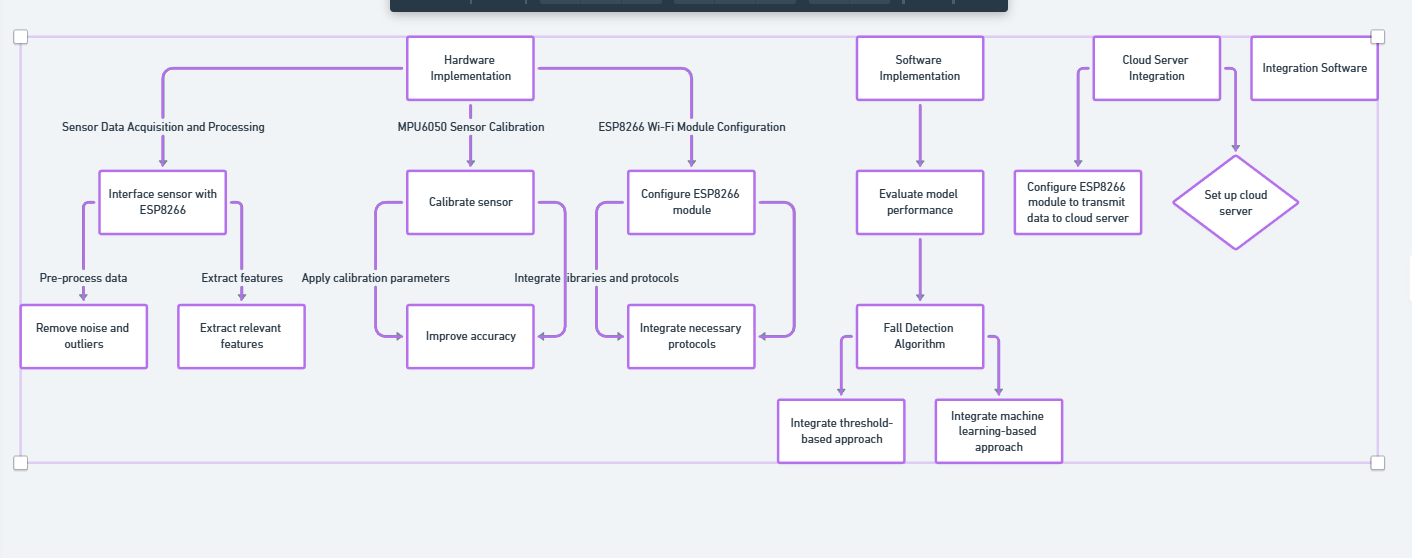 Hardware
Implementation
Software
Implementation
Cloud Server
Integration
Integration Software
Sensor Data Acquisition and Processing
MPU6050 Sensor Calibration
ESP8266 Wi-Fi Module Configuration
Interface sensor with
ESP8266
Calibrate sensor
Configure ESP8266
module
Evaluate model
performance
Configure ESP8266
module to transmit
data to cloud server
Set up cloud
server
Pre-process data
Extract features
Apply calibration parameters
Integrate libraries and protocols
Remove noise and
outliers
Extract relevant
features
Improve accuracy
Integrate necessary
protocols
Fall Detection
Algorithm
Integrate threshold-
based approach
Integrate machine
learning-based
approach